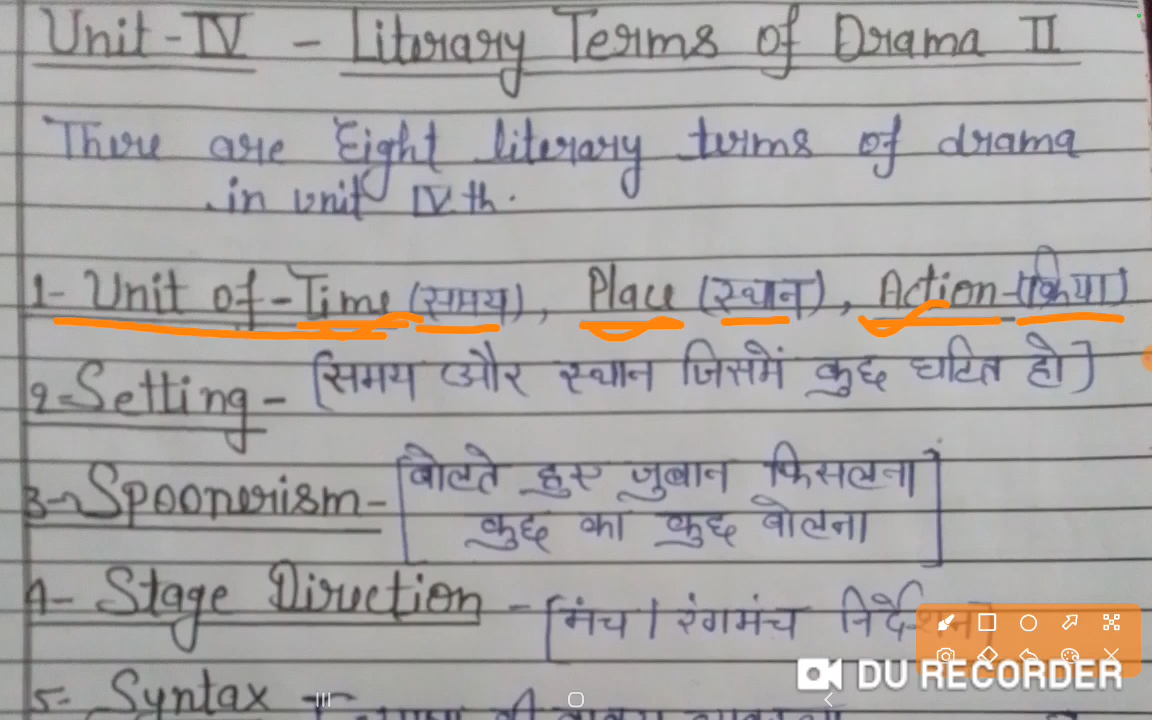 Unit-IV - Literary Terms of Drama II
There are Eight literary terms of drama
in unit IVth.
1- Unit of-Time (समय), Place (स्थान), Action-(क्रिया)
2-Setting- [समय और स्थान जिसमें कुछ घटित हो]
3-Spoonerism- [बोलते हुए जुबान फिसलना
कुछ का कुछ बोलना]
4- Stage Direction - [मंच / रंगमंच निर्देशन]
5- Syntax -
DU RECORDER